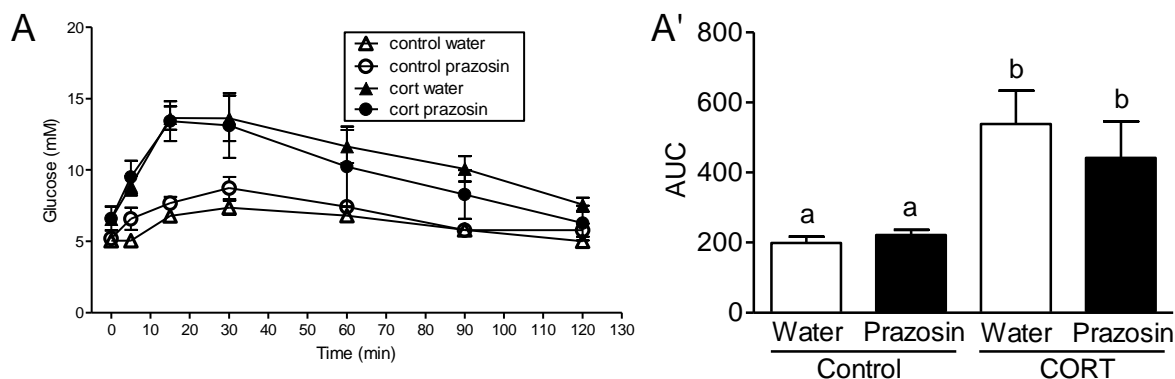 A
20
15
10
5
0
Glucose (mM)
0 10 20 30 40 50 60 70 80 90 100 110 120 130
Time (min)
control water
control prazosin
cort water
cort prazosin
A'
800
600
400
200
0
AUC
a a b b
Water Prazosin Water Prazosin
Control CORT